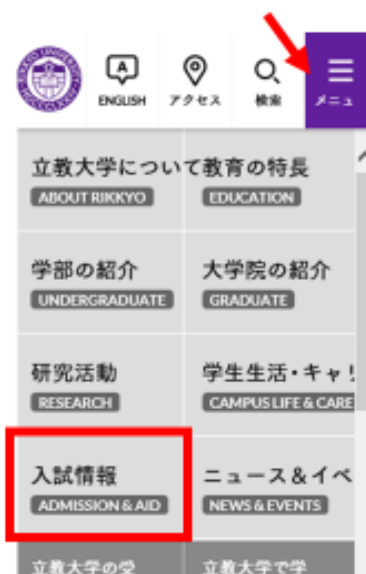 RIKKYO UNIVERSITY
A
ENGLISH
アクセス
検索
メニュ
立教大学について
ABOUT RIKKYO
教育の特長
EDUCATION
学部の紹介
UNDERGRADUATE
大学院の紹介
GRADUATE
研究活動
RESEARCH
学生生活・キャリ
CAMPUS LIFE & CARE
入試情報
ADMISSION & AID
ニュース&イベ
NEWS & EVENTS
立教大学の受
立教大学で学